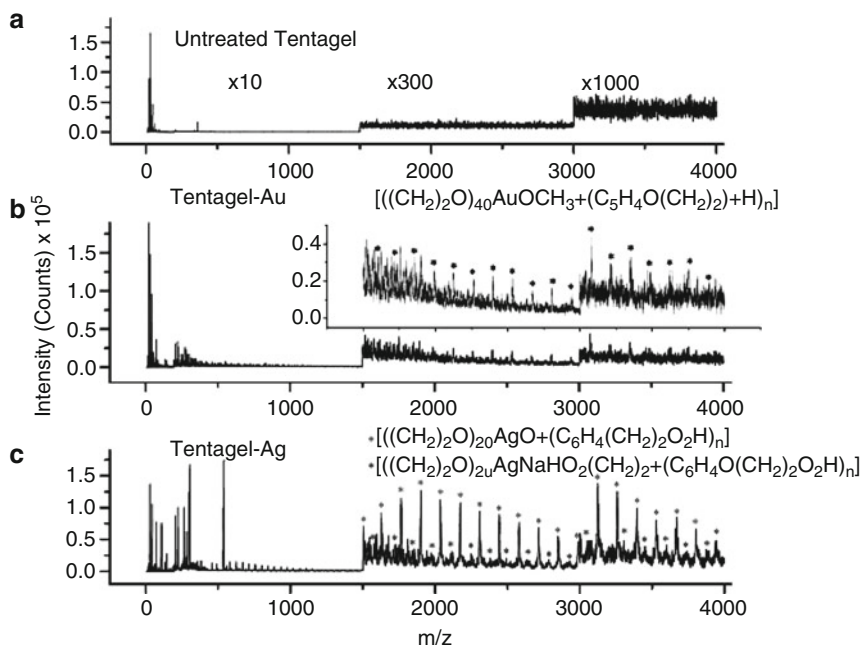 a
Untreated Tentagel
x10 x300 x1000
1.5
1.0
0.5
0.0
0 1000 2000 3000 4000
Tentagel-Au [((CH₂)₂O)₄₀AuOCH₃+(C₅H₄O(CH₂)₂)+H)ₙ]
b
1.5
1.0
0.5
0.0
0.4
0.2
0.0
0 1000 2000 3000 4000
Intensity (Counts) x 10⁵
*[((CH₂)₂O)₂₀AgO+(C₆H₄(CH₂)₂O₂H)ₙ]
Tentagel-Ag
*[((CH₂)₂O)₂ᵤAgNaHO₂(CH₂)₂+(C₆H₄O(CH₂)₂O₂H)ₙ]
c
1.5
1.0
0.5
0.0
0 1000 2000 3000 4000
m/z